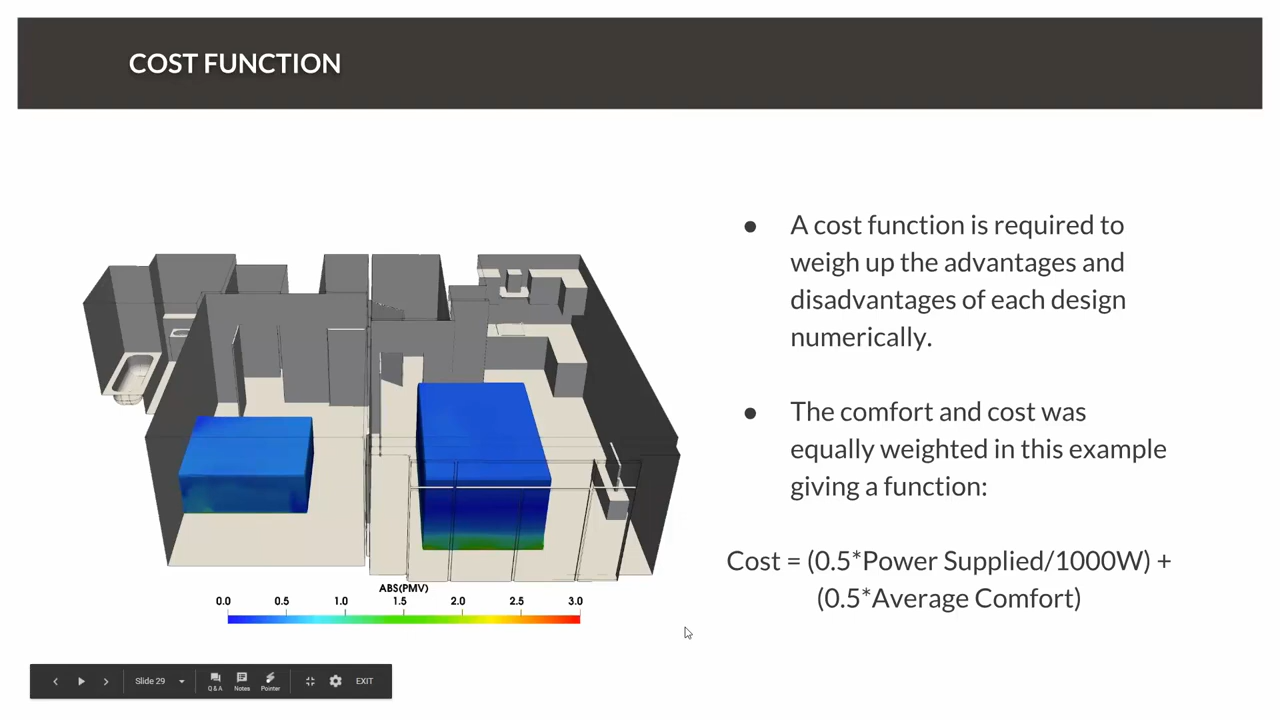 COST FUNCTION
● A cost function is required to
weigh up the advantages and
disadvantages of each design
numerically.
● The comfort and cost was
equally weighted in this example
giving a function:
Cost = (0.5*Power Supplied/1000W) +
(0.5*Average Comfort)
ABS(PMV)
0.0 0.5 1.0 1.5 2.0 2.5 3.0
Slide 29
Q & A Notes Pointer
EXIT